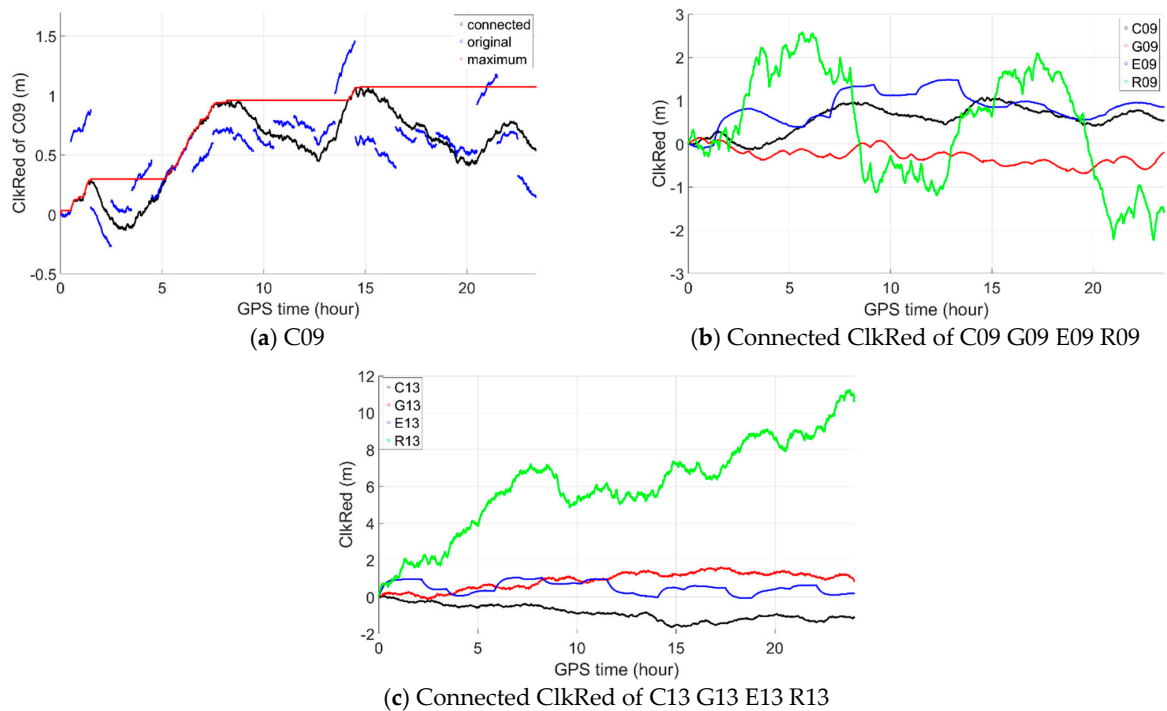 connected
original
maximum
1.5
1
0.5
0
-0.5
ClkRed of C09 (m)
0 5 10 15 20
GPS time (hour)
(a) C09
C09
G09
E09
R09
3
2
1
0
-1
-2
-3
ClkRed (m)
0 5 10 15 20
GPS time (hour)
(b) Connected ClkRed of C09 G09 E09 R09
C13
G13
E13
R13
12
10
8
6
4
2
0
-2
ClkRed (m)
0 5 10 15 20
GPS time (hour)
(c) Connected ClkRed of C13 G13 E13 R13